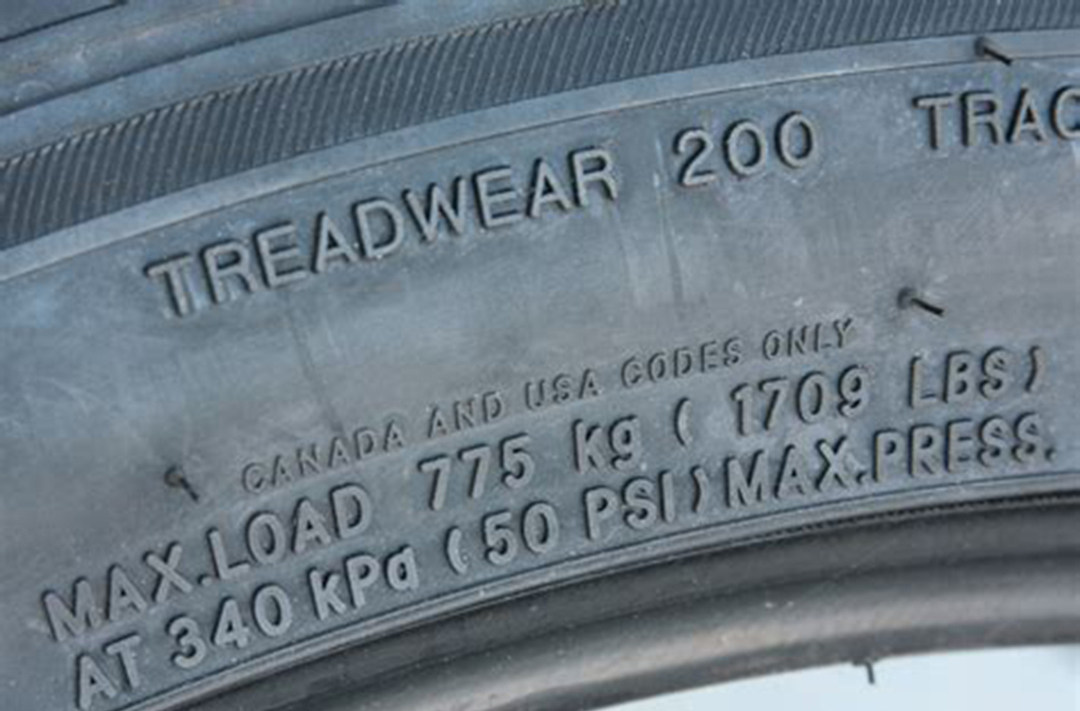 TREADWEAR 200 TRAC
CANADA AND USA CODES ONLY
MAX.LOAD 775 kg ( 1709 LBS )
AT 340 kPa ( 50 PSI ) MAX.PRESS.